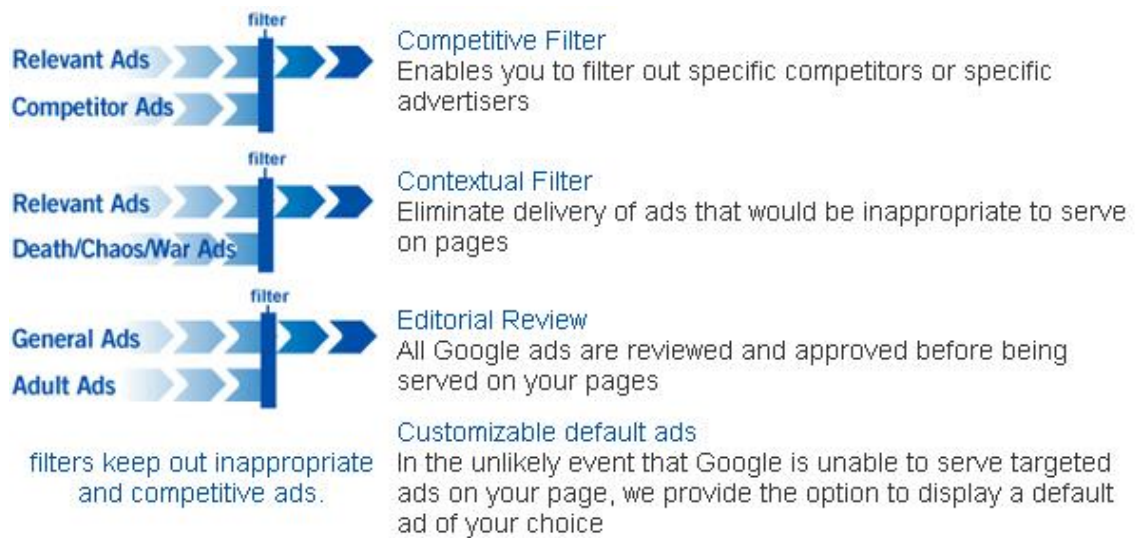 filter
Relevant Ads
Competitor Ads
Competitive Filter
Enables you to filter out specific competitors or specific
advertisers
filter
Relevant Ads
Death/Chaos/War Ads
Contextual Filter
Eliminate delivery of ads that would be inappropriate to serve
on pages
filter
General Ads
Adult Ads
Editorial Review
All Google ads are reviewed and approved before being
served on your pages
filters keep out inappropriate
and competitive ads.
Customizable default ads
In the unlikely event that Google is unable to serve targeted
ads on your page, we provide the option to display a default
ad of your choice